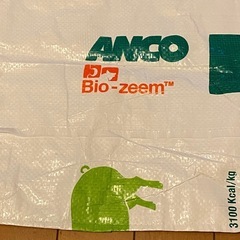 ANCO
Bio-zeem™
3100 Kcal/kg